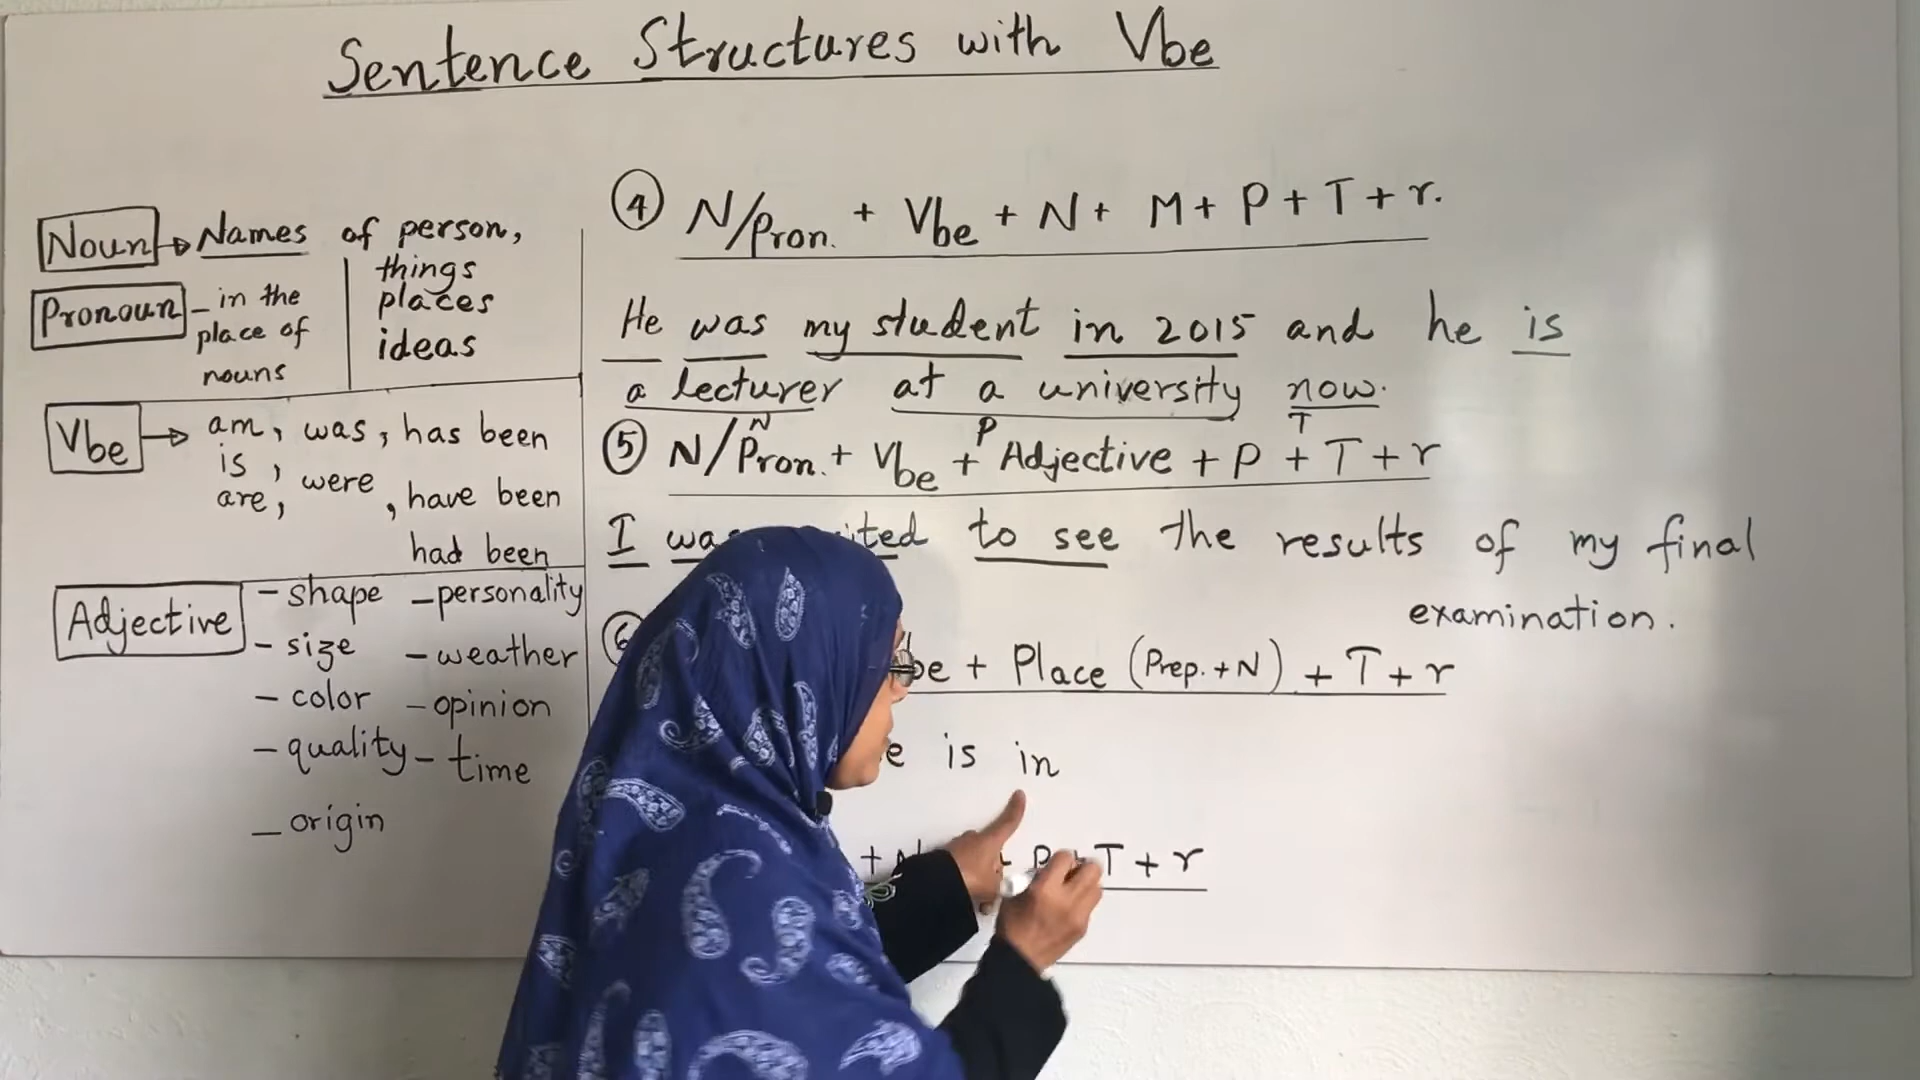 Sentence Structures with Vbe
Noun → Names of person,
things
places
ideas
Pronoun - in the
place of
nouns
Vbe → am, was, has been
is, were, have been
are,
had been
Adjective - shape - personality
- size - weather
- color - opinion
- quality - time
- origin
④ N/Pron. + Vbe + N + M + P + T + r.
He was my student in 2015 and he is
a lecturer at a university now.
N P T
⑤ N/Pron. + Vbe + Adjective + P + T + r
I to see the results of my final
examination.
⑥ + Place (Prep. + N) + T + r
is in
+ P + T + r